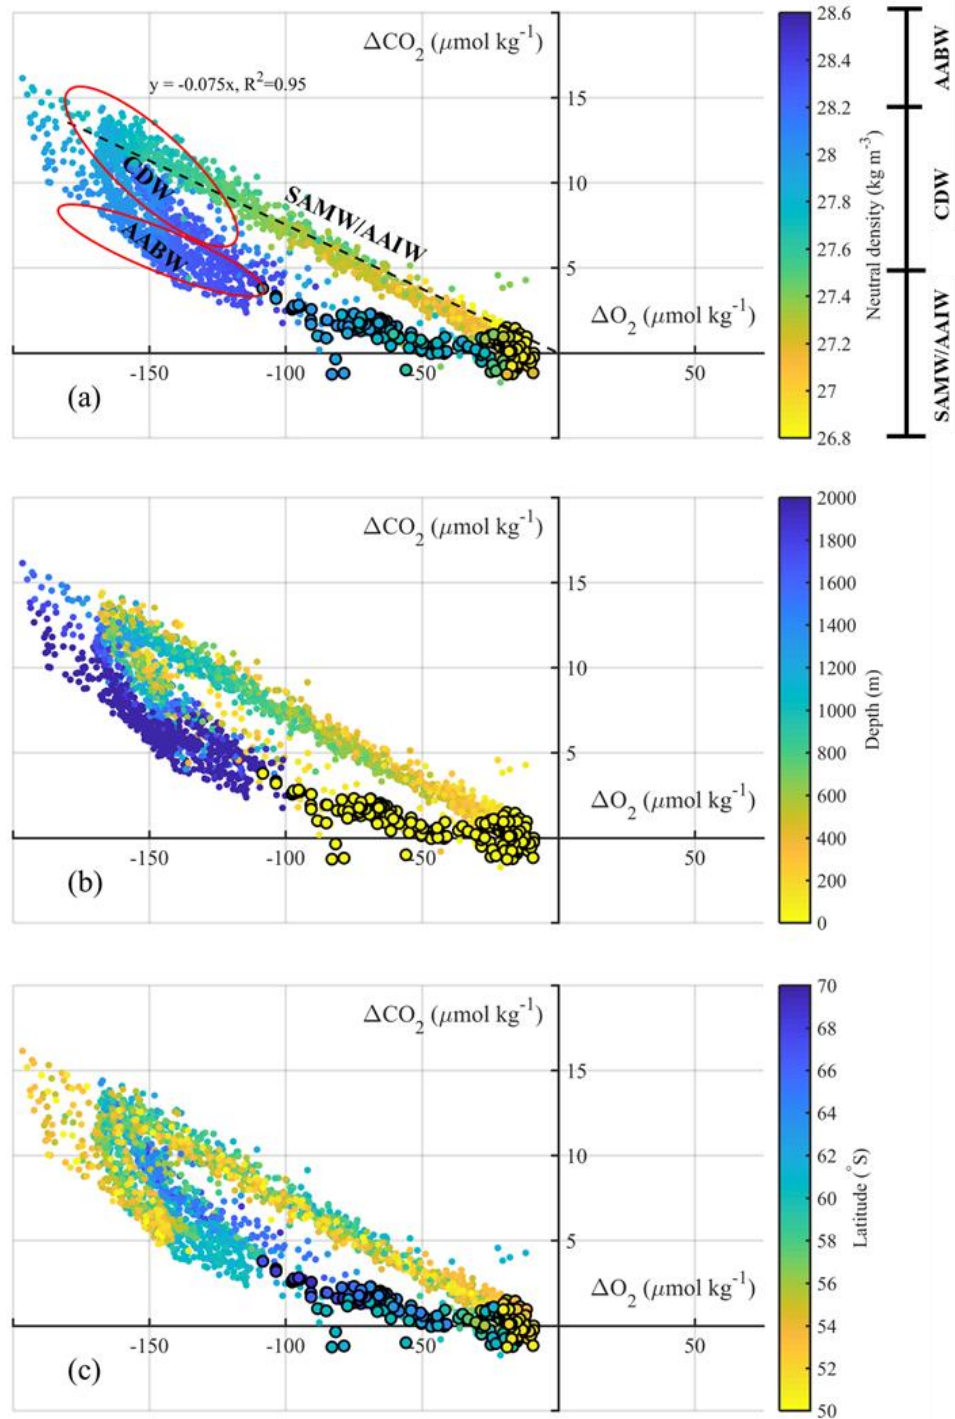 ΔCO2 (μmol kg-1)
y = -0.075x, R2=0.95
15
10
5
CDW
SAMW/AAIW
AABW
ΔO2 (μmol kg-1)
-150
-100
-50
50
(a)
28.6
28.4
28.2
28
27.8
27.6
27.4
27.2
27
26.8
Neutral density (kg m-3)
AABW
CDW
SAMW/AAIW
ΔCO2 (μmol kg-1)
15
10
5
ΔO2 (μmol kg-1)
-150
-100
-50
50
(b)
2000
1800
1600
1400
1200
1000
800
600
400
200
0
Depth (m)
ΔCO2 (μmol kg-1)
15
10
5
ΔO2 (μmol kg-1)
-150
-100
-50
50
(c)
70
68
66
64
62
60
58
56
54
52
50
Latitude (°S)